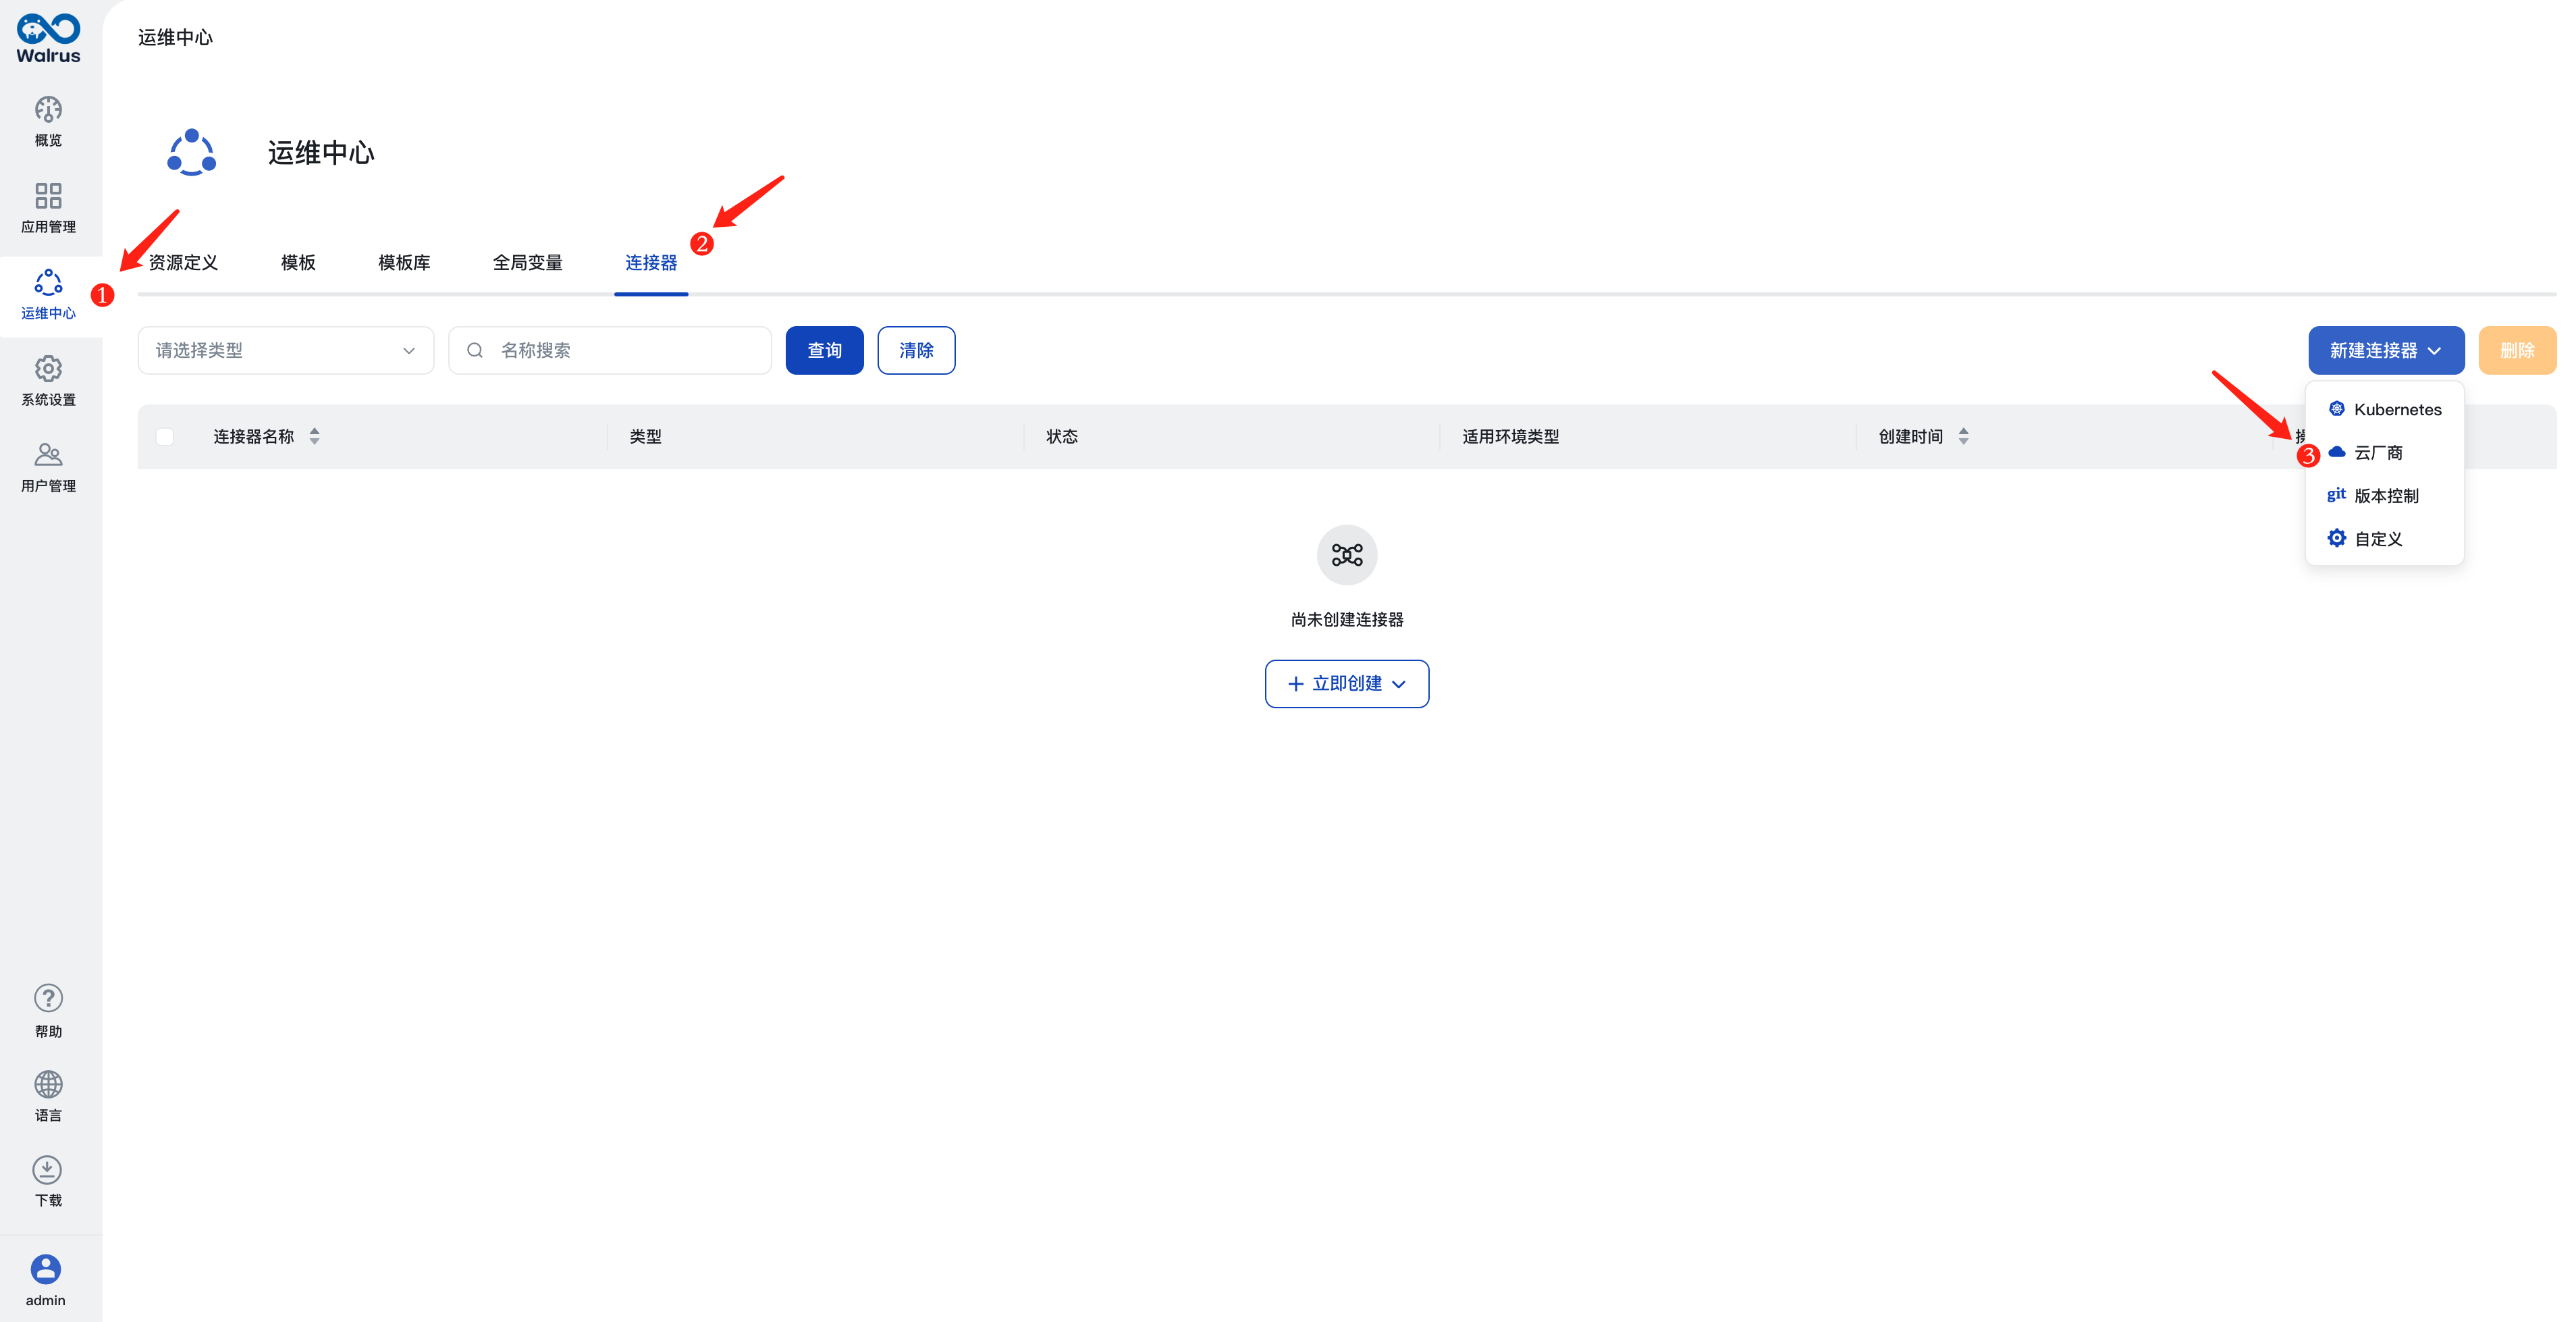 Walrus
概览
应用管理
运维中心
系统设置
用户管理
帮助
语言
下载
admin
运维中心
运维中心
1
2
资源定义 模板 模板库 全局变量 连接器
请选择类型 名称搜索 查询 清除 新建连接器 删除
连接器名称 类型 状态 适用环境类型 创建时间
Kubernetes
3 云厂商
git 版本控制
自定义
尚未创建连接器
立即创建